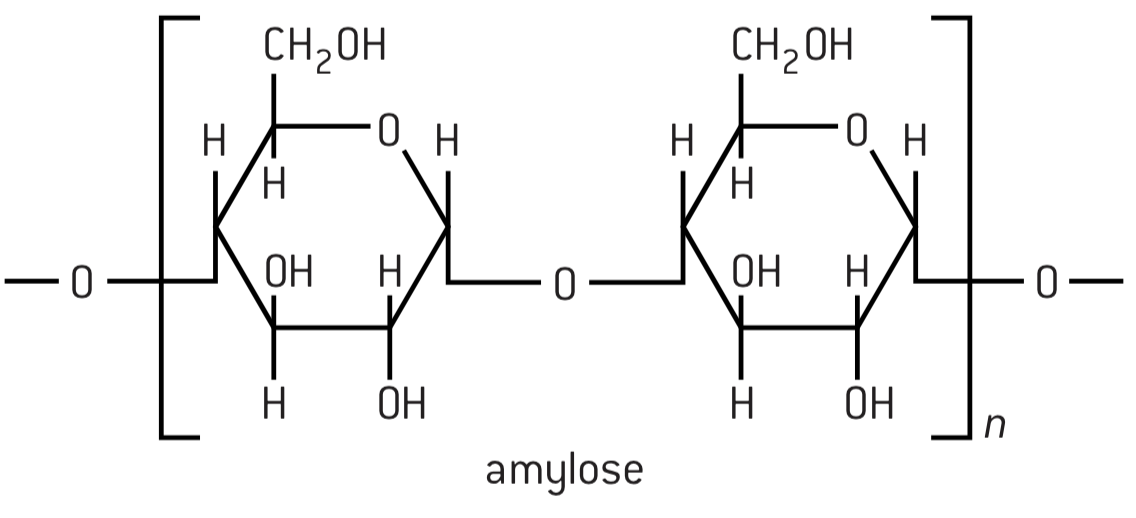 CH₂OH CH₂OH
H O H H O H
H H
OH H OH H
O O O
H OH H OH
n
amylose